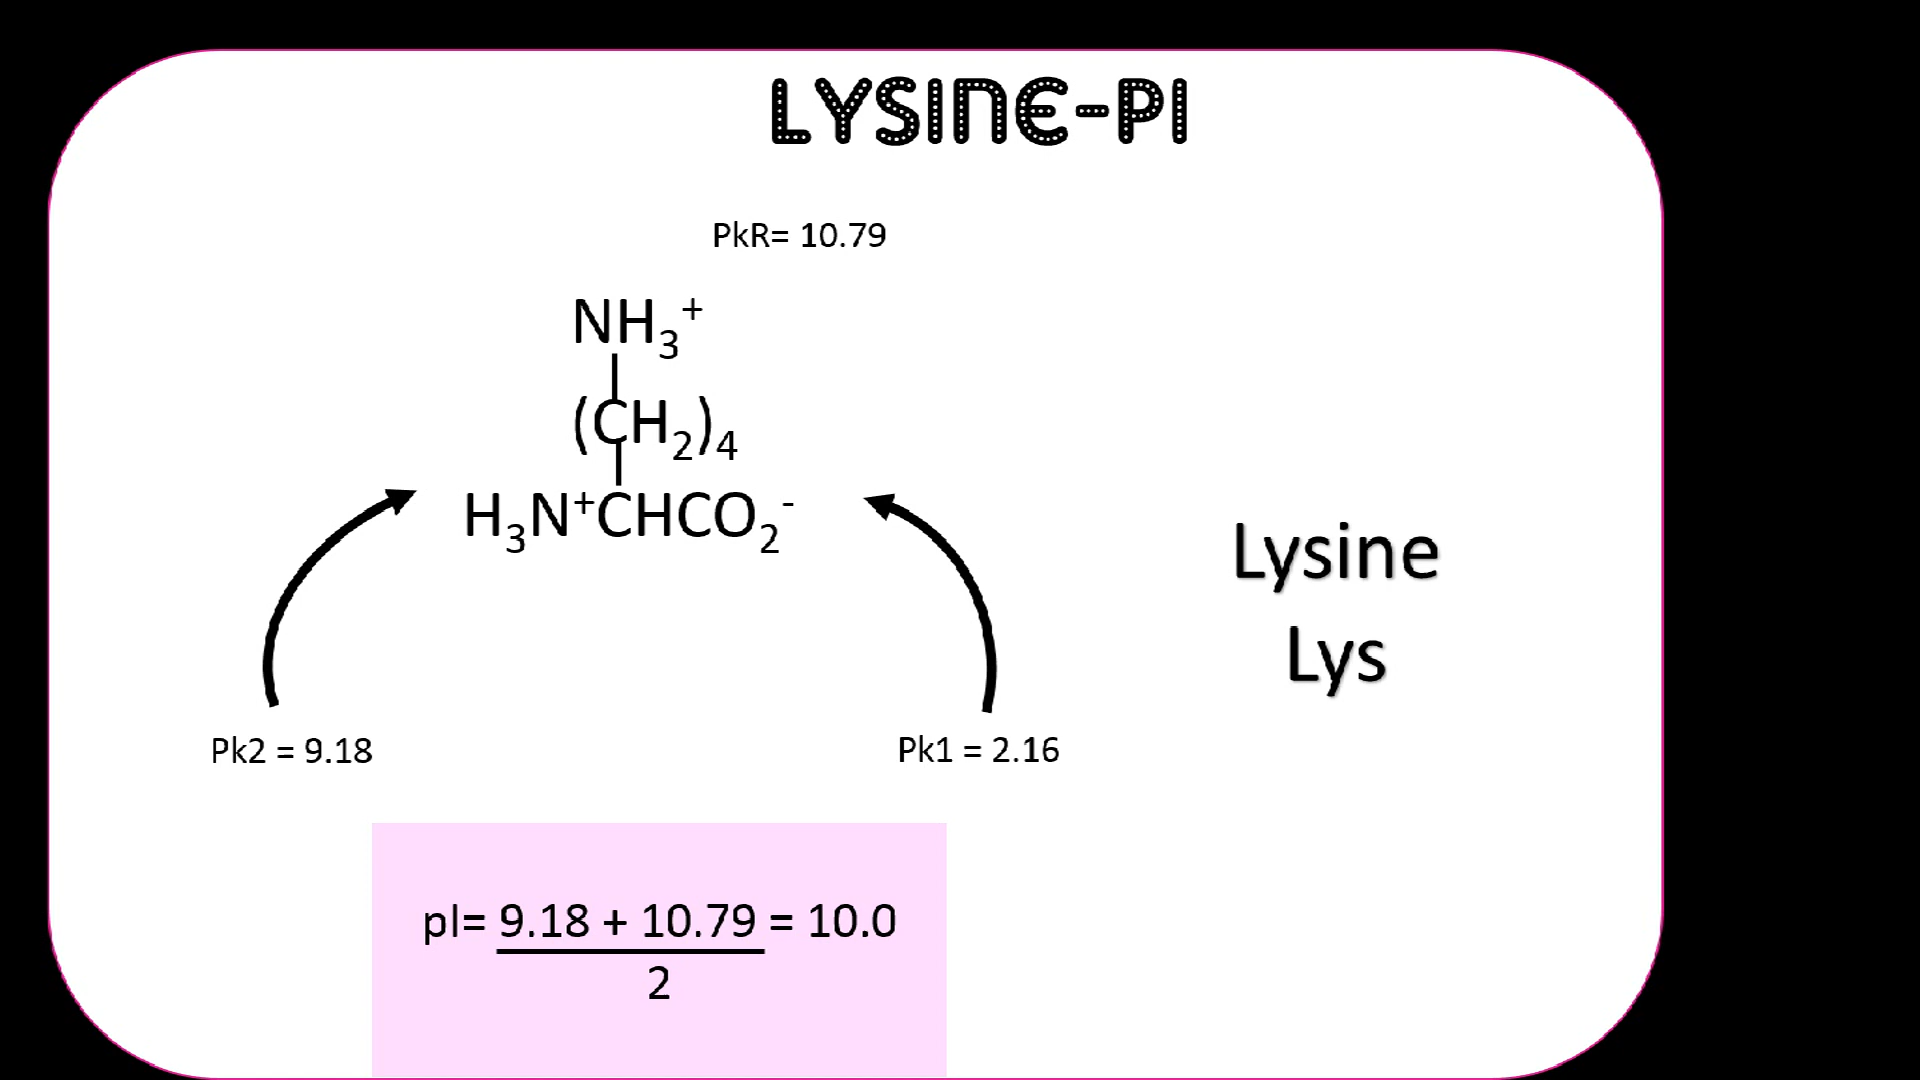 LYSINE-PI
PkR= 10.79
NH₃⁺
(CH₂)₄
H₃N⁺CHCO₂⁻
Lysine
Lys
Pk2 = 9.18
Pk1 = 2.16
pI= 9.18 + 10.79 = 10.0
2